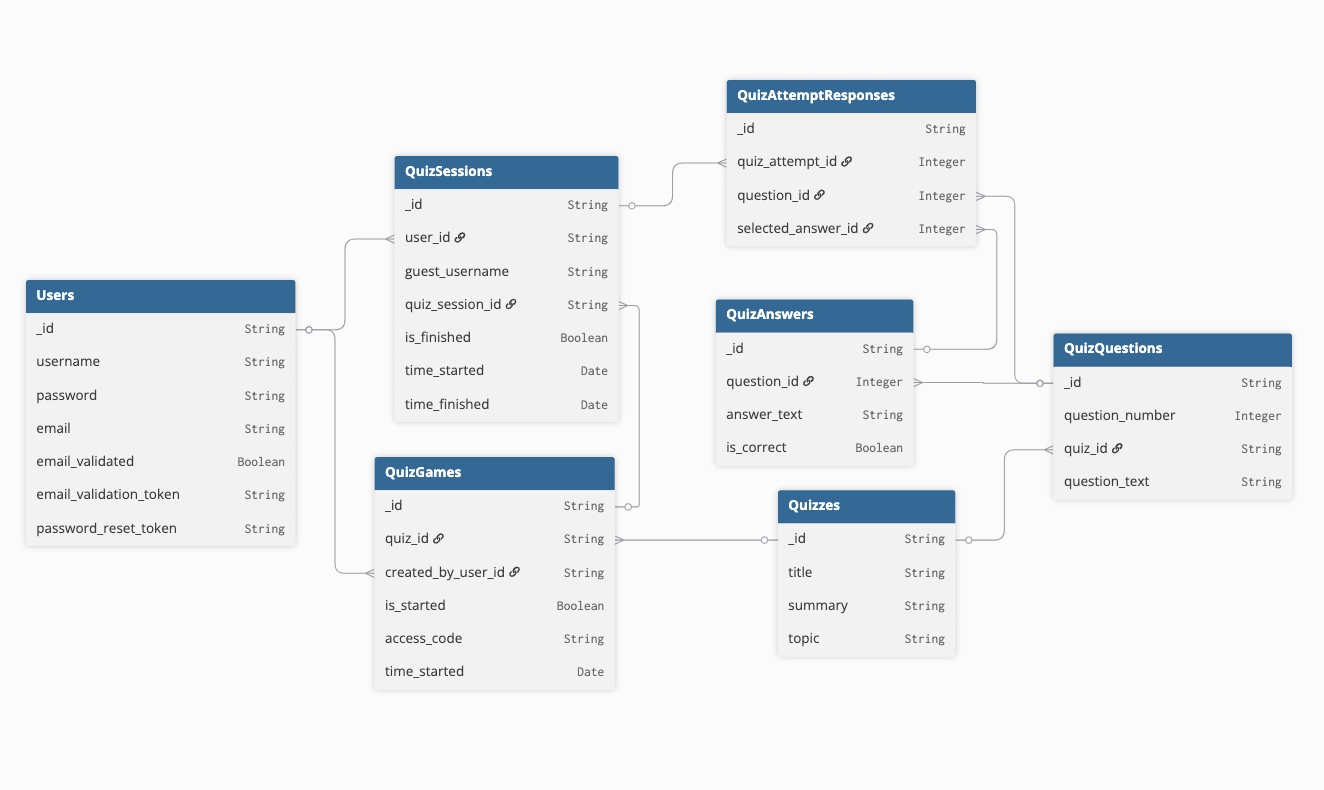 QuizAttemptResponses
_id String
quiz_attempt_id Integer
question_id Integer
selected_answer_id Integer
QuizSessions
_id String
user_id String
guest_username String
quiz_session_id String
is_finished Boolean
time_started Date
time_finished Date
Users
_id String
username String
password String
email String
email_validated Boolean
email_validation_token String
password_reset_token String
QuizAnswers
_id String
question_id Integer
answer_text String
is_correct Boolean
QuizQuestions
_id String
question_number Integer
quiz_id String
question_text String
QuizGames
_id String
quiz_id String
created_by_user_id String
is_started Boolean
access_code String
time_started Date
Quizzes
_id String
title String
summary String
topic String